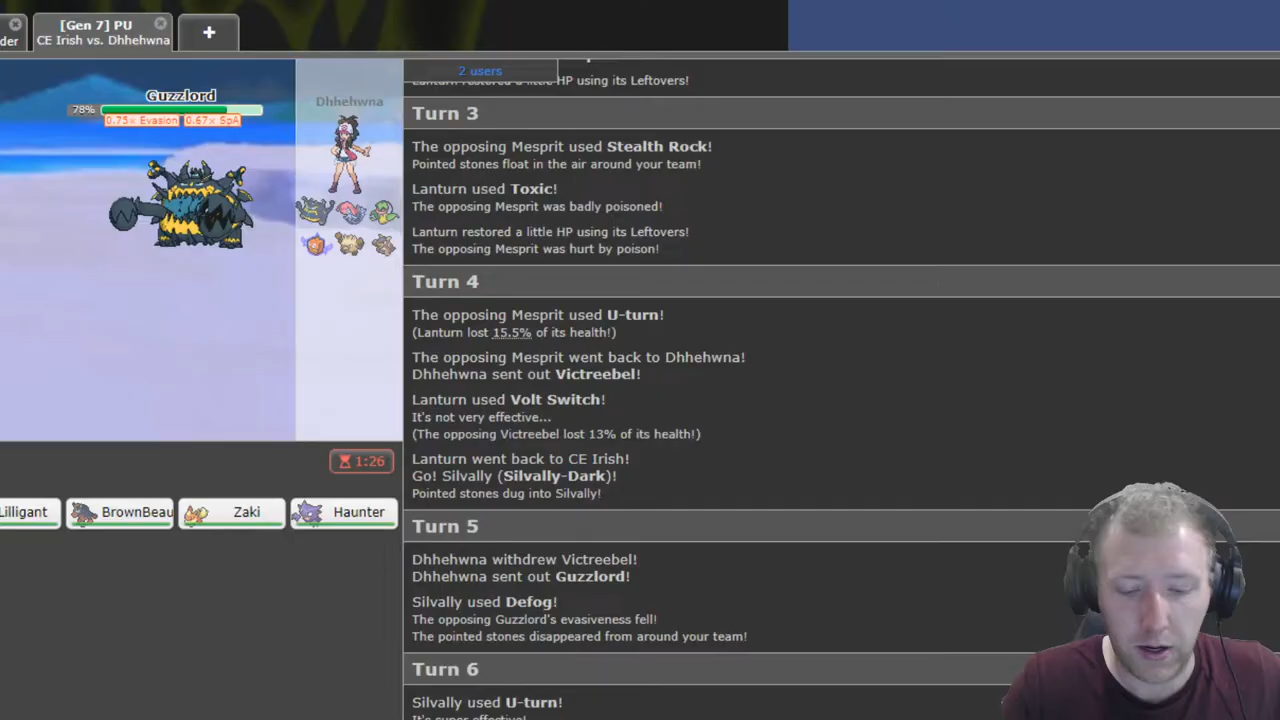 der
[Gen 7] PU
CE Irish vs. Dhhehwna
+
2 users
Lanturn restored a little HP using its Leftovers!
Guzzlord
78%
0.75× Evasion 0.67× SpA
Dhhehwna
1:26
Lilligant
BrownBeau
Zaki
Haunter
Turn 3
The opposing Mesprit used Stealth Rock!
Pointed stones float in the air around your team!
Lanturn used Toxic!
The opposing Mesprit was badly poisoned!
Lanturn restored a little HP using its Leftovers!
The opposing Mesprit was hurt by poison!
Turn 4
The opposing Mesprit used U-turn!
(Lanturn lost 15.5% of its health!)
The opposing Mesprit went back to Dhhehwna!
Dhhehwna sent out Victreebel!
Lanturn used Volt Switch!
It's not very effective...
(The opposing Victreebel lost 13% of its health!)
Lanturn went back to CE Irish!
Go! Silvally (Silvally-Dark)!
Pointed stones dug into Silvally!
Turn 5
Dhhehwna withdrew Victreebel!
Dhhehwna sent out Guzzlord!
Silvally used Defog!
The opposing Guzzlord's evasiveness fell!
The pointed stones disappeared from around your team!
Turn 6
Silvally used U-turn!
It's super effective!